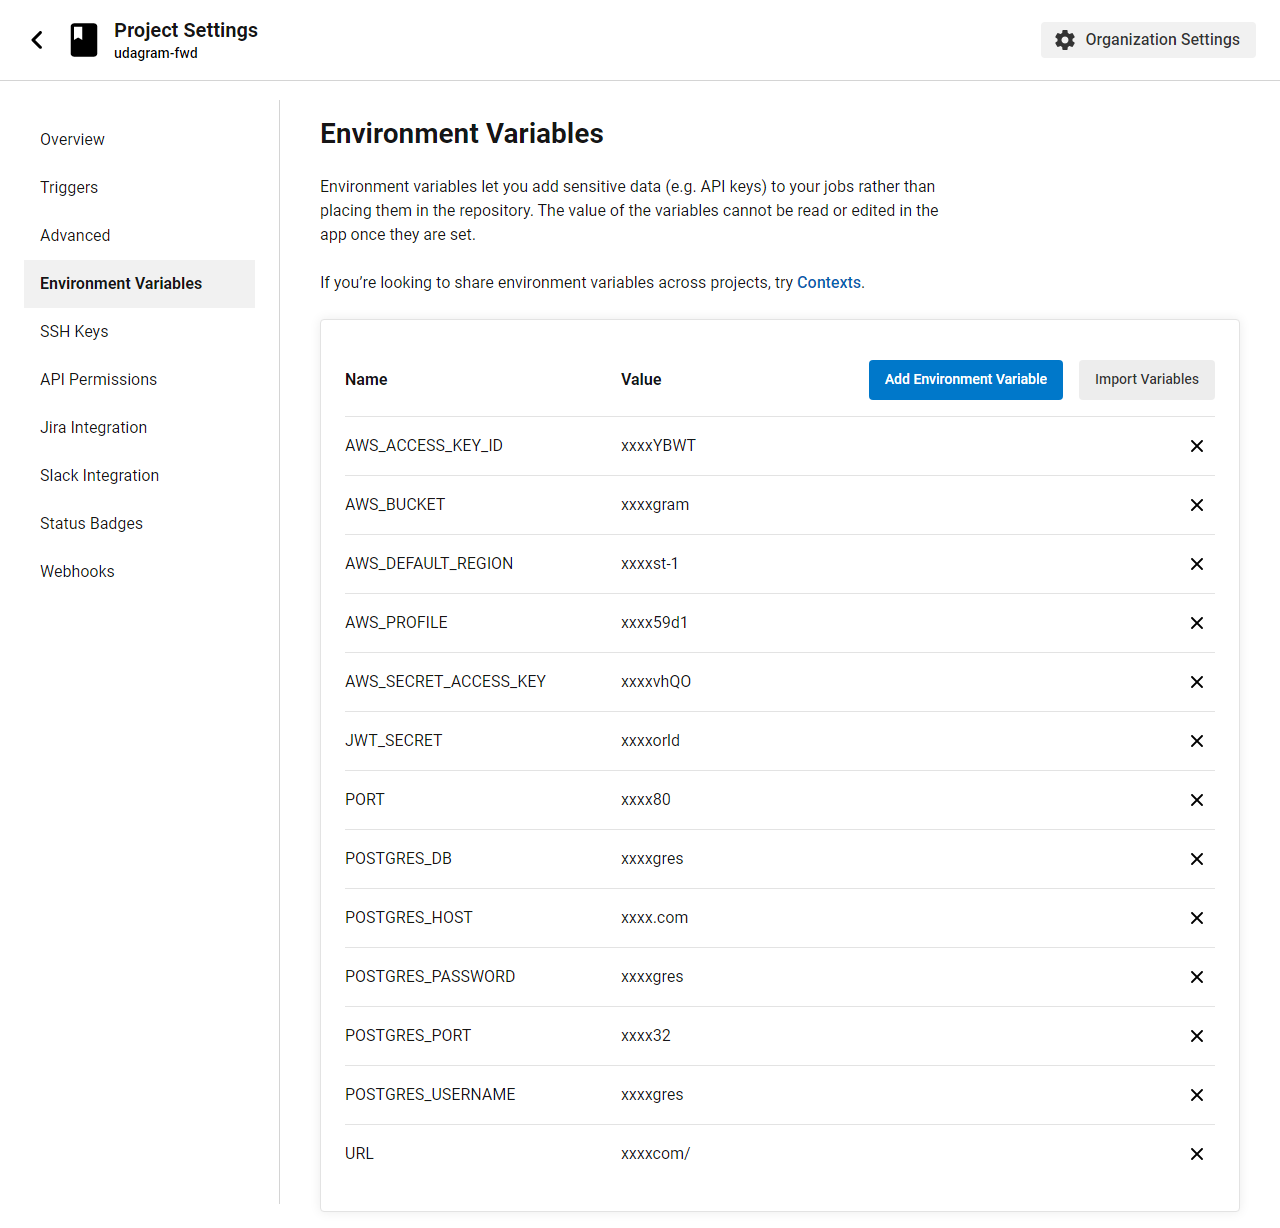 Project Settings
udagram-fwd
Organization Settings
Overview
Triggers
Advanced
Environment Variables
SSH Keys
API Permissions
Jira Integration
Slack Integration
Status Badges
Webhooks
Environment Variables
Environment variables let you add sensitive data (e.g. API keys) to your jobs rather than
placing them in the repository. The value of the variables cannot be read or edited in the
app once they are set.
If you’re looking to share environment variables across projects, try Contexts.
Name Value Add Environment Variable Import Variables
AWS_ACCESS_KEY_ID xxxxYBWT
AWS_BUCKET xxxxgram
AWS_DEFAULT_REGION xxxxst-1
AWS_PROFILE xxxx59d1
AWS_SECRET_ACCESS_KEY xxxxvhQO
JWT_SECRET xxxxorld
PORT xxxx80
POSTGRES_DB xxxxgres
POSTGRES_HOST xxxx.com
POSTGRES_PASSWORD xxxxgres
POSTGRES_PORT xxxx32
POSTGRES_USERNAME xxxxgres
URL xxxxcom/